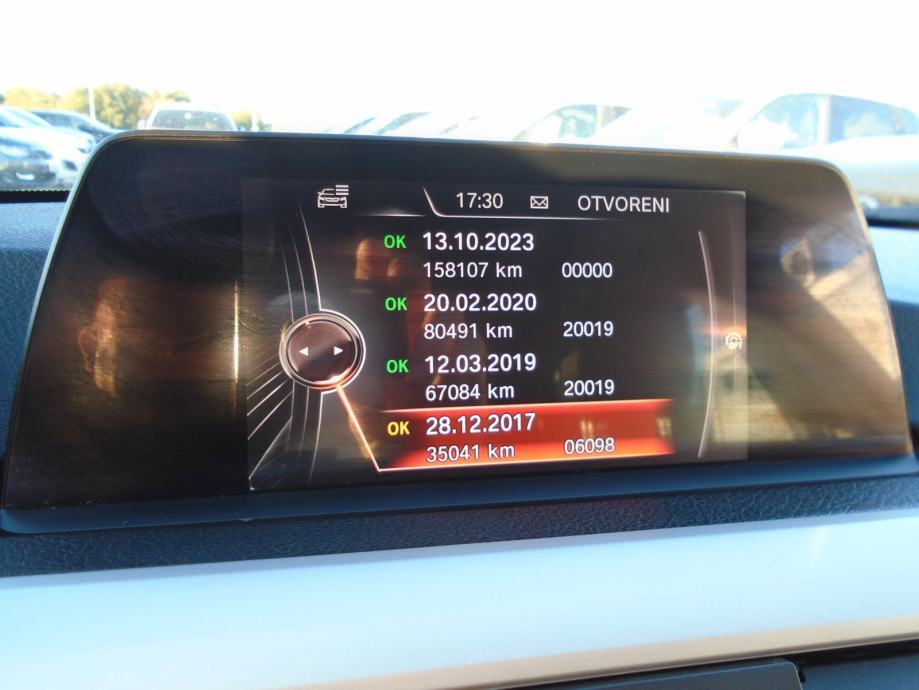 17:30 OTVORENI
OK 13.10.2023
158107 km 00000
OK 20.02.2020
80491 km 20019
OK 12.03.2019
67084 km 20019
OK 28.12.2017
35041 km 06098
OPT